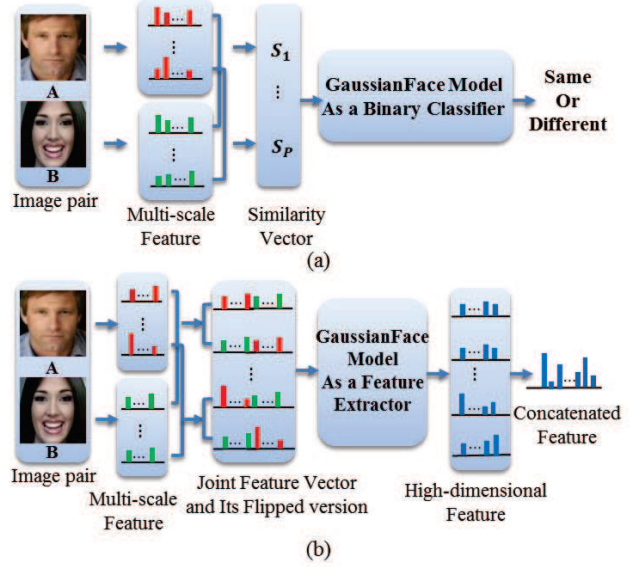 A
B
Image pair
Multi-scale
Feature
S1
⋮
SP
Similarity
Vector
GaussianFace Model
As a Binary Classifier
Same
Or
Different
(a)
A
B
Image pair
Multi-scale
Feature
Joint Feature Vector
and Its Flipped version
GaussianFace
Model
As a Feature
Extractor
High-dimensional
Feature
Concatenated
Feature
(b)